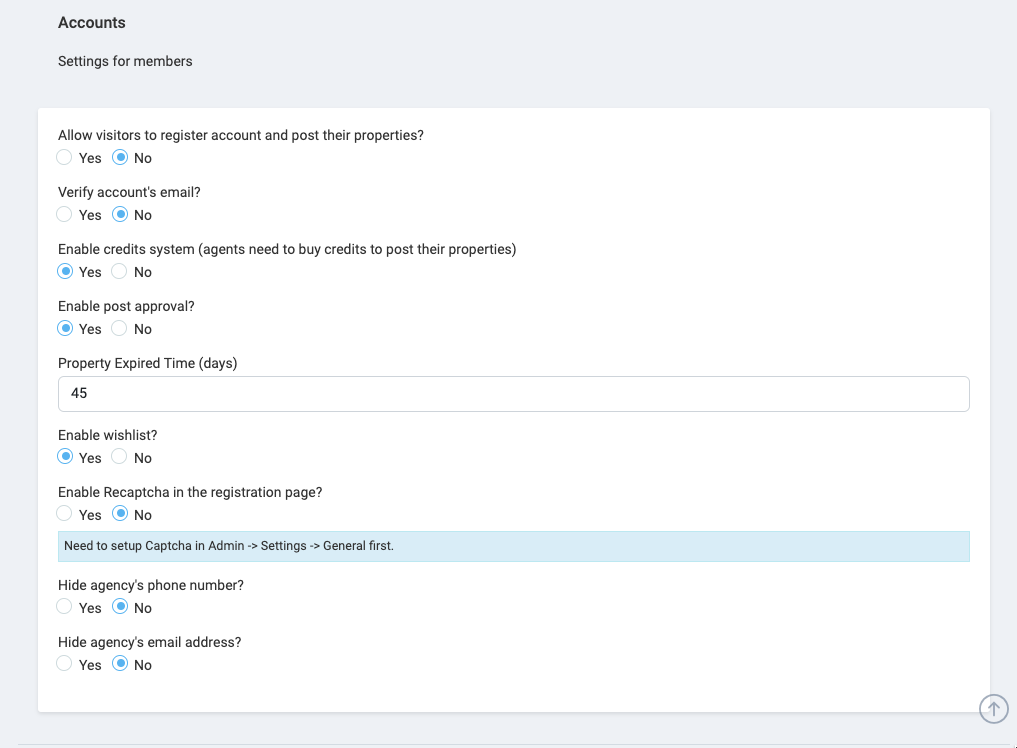 Accounts
Settings for members
Allow visitors to register account and post their properties?
Yes No
Verify account's email?
Yes No
Enable credits system (agents need to buy credits to post their properties)
Yes No
Enable post approval?
Yes No
Property Expired Time (days)
45
Enable wishlist?
Yes No
Enable Recaptcha in the registration page?
Yes No
Need to setup Captcha in Admin -> Settings -> General first.
Hide agency's phone number?
Yes No
Hide agency's email address?
Yes No